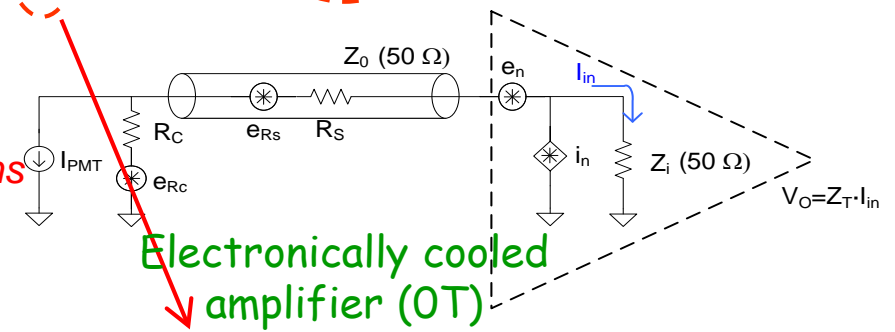 Z0 (50 Ω)
en
Iin
RC
eRs
RS
ns
IPMT
eRc
in
Zi (50 Ω)
VO=ZT·Iin
Electronically cooled
amplifier (0T)